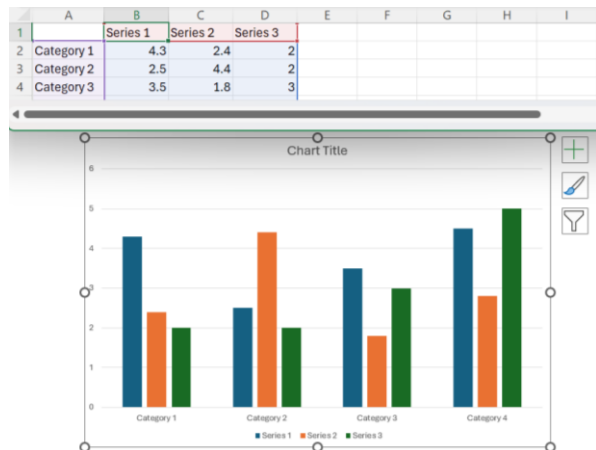 A B C D E F G H I
1 Series 1 Series 2 Series 3
2 Category 1 4.3 2.4 2
3 Category 2 2.5 4.4 2
4 Category 3 3.5 1.8 3
Chart Title
6
5
4
3
2
1
0
Category 1 Category 2 Category 3 Category 4
Series 1 Series 2 Series 3